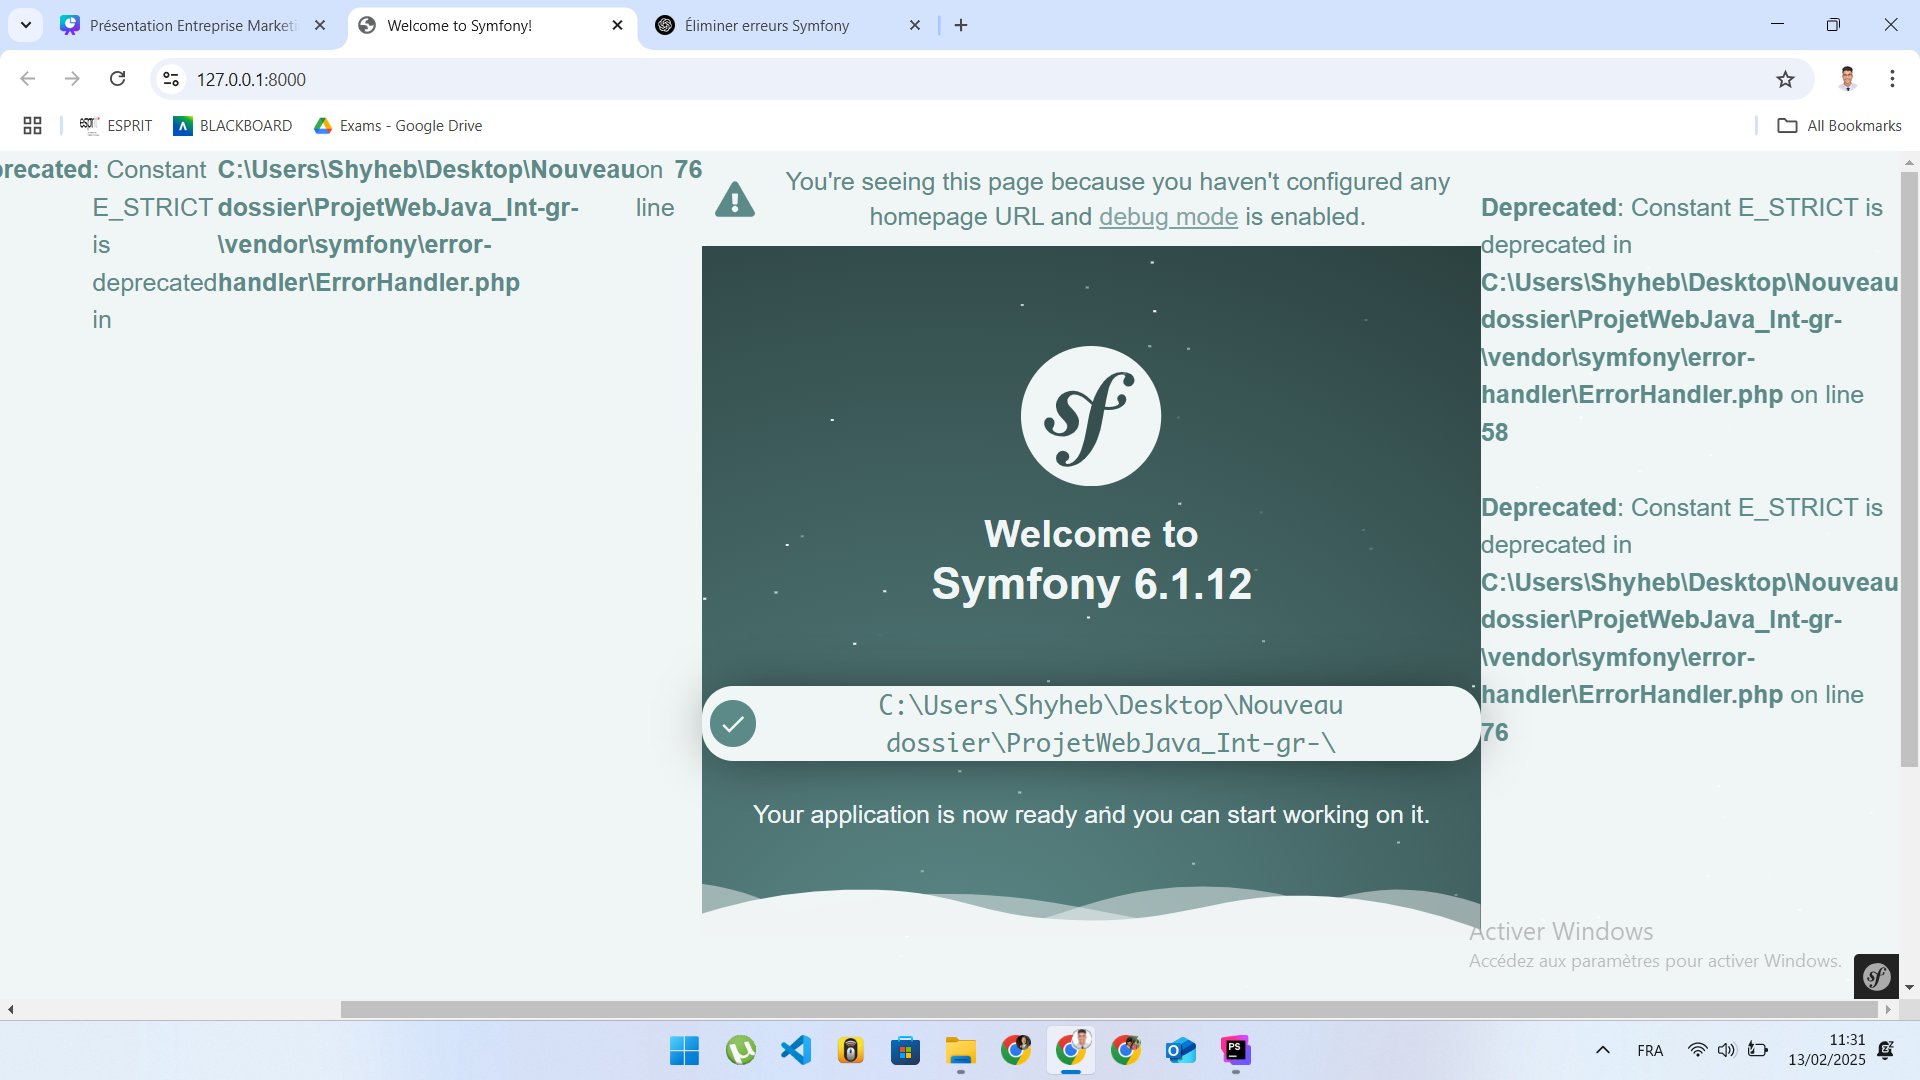 Présentation Entreprise Marketi
Welcome to Symfony!
Éliminer erreurs Symfony
127.0.0.1:8000
ESPRIT
BLACKBOARD
Exams - Google Drive
All Bookmarks
precated: Constant
E_STRICT
is
deprecated
in
C:\Users\Shyheb\Desktop\Nouveau
dossier\ProjetWebJava_Int-gr-
\vendor\symfony\error-
handler\ErrorHandler.php
on
line
76
You're seeing this page because you haven't configured any
homepage URL and debug mode is enabled.
sf
Welcome to
Symfony 6.1.12
C:\Users\Shyheb\Desktop\Nouveau
dossier\ProjetWebJava_Int-gr-\
Your application is now ready and you can start working on it.
Deprecated: Constant E_STRICT is
deprecated in
C:\Users\Shyheb\Desktop\Nouveau
dossier\ProjetWebJava_Int-gr-
\vendor\symfony\error-
handler\ErrorHandler.php on line
58
Deprecated: Constant E_STRICT is
deprecated in
C:\Users\Shyheb\Desktop\Nouveau
dossier\ProjetWebJava_Int-gr-
\vendor\symfony\error-
handler\ErrorHandler.php on line
76
Activer Windows
Accédez aux paramètres pour activer Windows.
sf
PS
FRA
11:31
13/02/2025